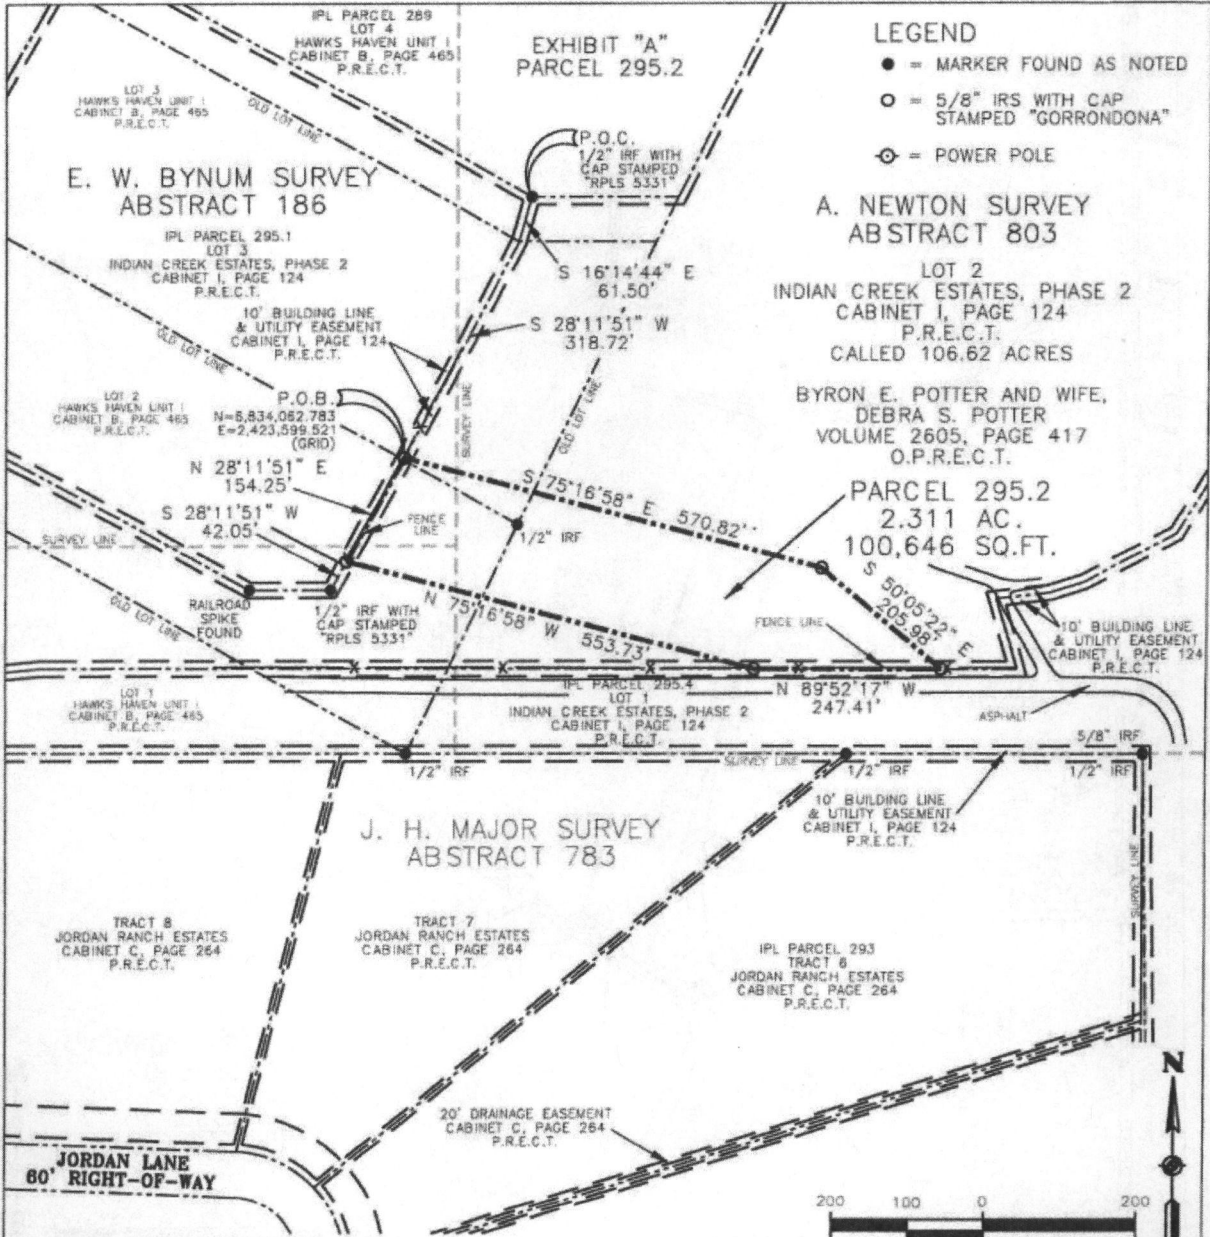 IPL PARCEL 289
LOT 4
HAWKS HAVEN UNIT I
CABINET B, PAGE 465
P.R.E.C.T.
EXHIBIT "A"
PARCEL 295.2
LEGEND
= MARKER FOUND AS NOTED
= 5/8" IRS WITH CAP
STAMPED "GORRONDONA"
= POWER POLE
LOT 3
HAWKS HAVEN UNIT I
CABINET B, PAGE 465
P.R.E.C.T.
OLD LOT LINE
P.O.C.
1/2" IRF WITH
CAP STAMPED
"RPLS 5331"
E. W. BYNUM SURVEY
ABSTRACT 186
IPL PARCEL 295.1
LOT 3
INDIAN CREEK ESTATES, PHASE 2
CABINET I, PAGE 124
P.R.E.C.T.
A. NEWTON SURVEY
ABSTRACT 803
LOT 2
INDIAN CREEK ESTATES, PHASE 2
CABINET I, PAGE 124
P.R.E.C.T.
CALLED 106.62 ACRES
BYRON E. POTTER AND WIFE,
DEBRA S. POTTER
VOLUME 2605, PAGE 417
O.P.R.E.C.T.
S 16°14'44" E
61.50'
S 28°11'51" W
318.72'
10' BUILDING LINE
& UTILITY EASEMENT
CABINET I, PAGE 124
P.R.E.C.T.
OLD LOT LINE
SURVEY LINE
OLD LOT LINE
LOT 2
HAWKS HAVEN UNIT I
CABINET B, PAGE 465
P.R.E.C.T.
P.O.B.
N=6,834,062.783
E=2,423,599.521
(GRID)
N 28°11'51" E
154.25'
S 28°11'51" W
42.05'
FENCE
LINE
S 75°16'58" E 570.82'
1/2" IRF
PARCEL 295.2
2.311 AC.
100,646 SQ.FT.
SURVEY LINE
OLD LOT LINE
RAILROAD
SPIKE
FOUND
1/2" IRF WITH
CAP STAMPED
"RPLS 5331"
N 75°16'58" W 553.73'
S 50°05'22" E
205.98'
FENCE LINE
10' BUILDING LINE
& UTILITY EASEMENT
CABINET I, PAGE 124
P.R.E.C.T.
LOT 1
HAWKS HAVEN UNIT I
CABINET B, PAGE 465
P.R.E.C.T.
IPL PARCEL 295.4
LOT 1
INDIAN CREEK ESTATES, PHASE 2
CABINET I, PAGE 124
P.R.E.C.T.
N 89°52'17" W
247.41'
ASPHALT
5/8" IRF
1/2" IRF
SURVEY LINE
1/2" IRF
1/2" IRF
10' BUILDING LINE
& UTILITY EASEMENT
CABINET I, PAGE 124
P.R.E.C.T.
J. H. MAJOR SURVEY
ABSTRACT 783
SURVEY LINE
TRACT 8
JORDAN RANCH ESTATES
CABINET C, PAGE 264
P.R.E.C.T.
TRACT 7
JORDAN RANCH ESTATES
CABINET C, PAGE 264
P.R.E.C.T.
IPL PARCEL 293
TRACT 6
JORDAN RANCH ESTATES
CABINET C, PAGE 264
P.R.E.C.T.
20' DRAINAGE EASEMENT
CABINET C, PAGE 264
P.R.E.C.T.
JORDAN LANE
60' RIGHT-OF-WAY
N
200 100 0 200